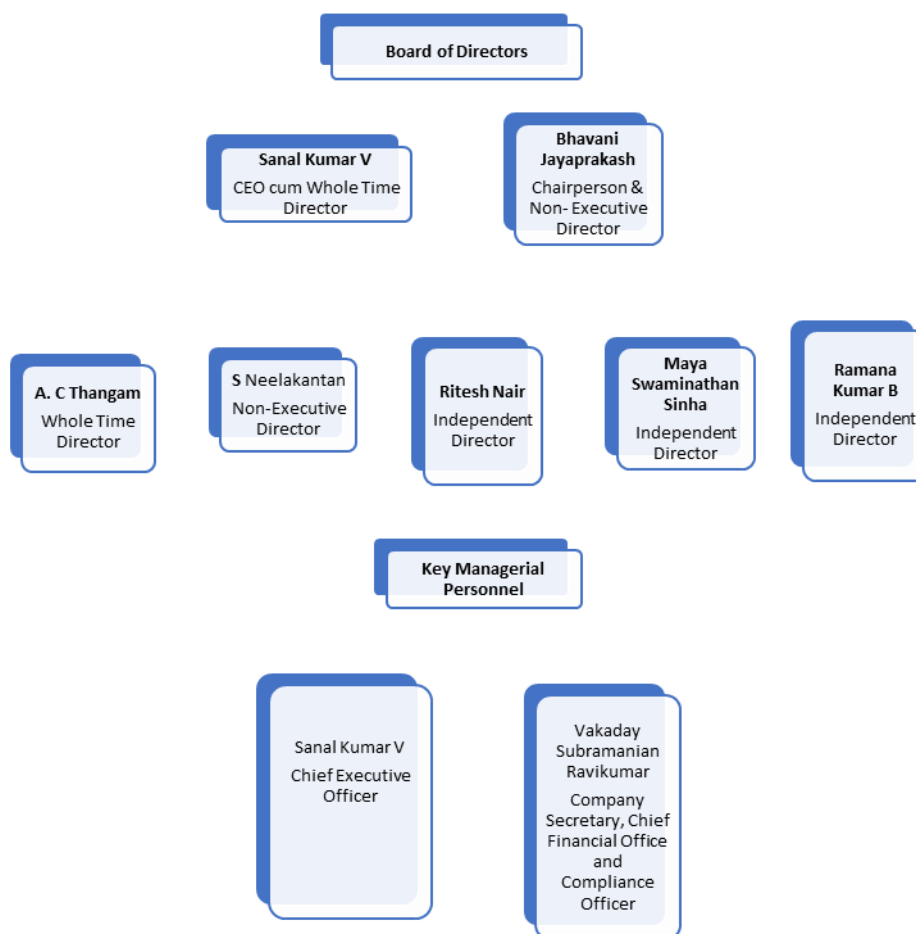 Board of Directors
Sanal Kumar V
CEO cum Whole Time
Director
Bhavani
Jayaprakash
Chairperson &
Non- Executive
Director
A. C Thangam
Whole Time
Director
S Neelakantan
Non-Executive
Director
Ritesh Nair
Independent
Director
Maya
Swaminathan
Sinha
Independent
Director
Ramana
Kumar B
Independent
Director
Key Managerial
Personnel
Sanal Kumar V
Chief Executive
Officer
Vakaday
Subramanian
Ravikumar
Company
Secretary, Chief
Financial Office
and
Compliance
Officer